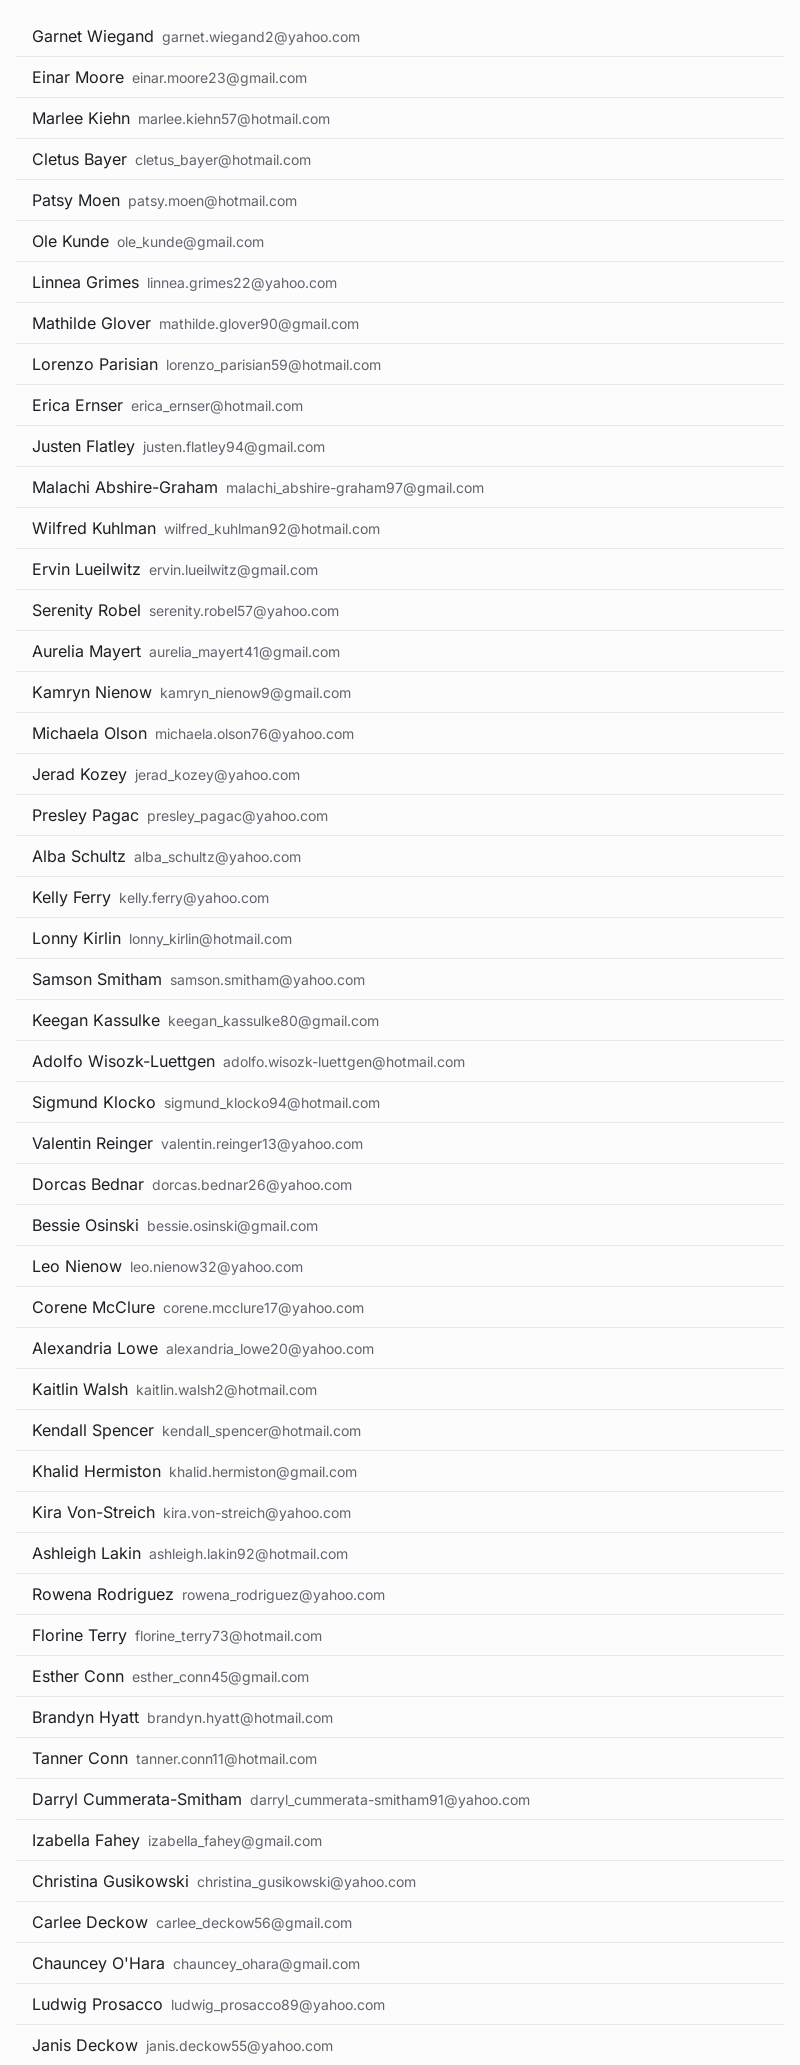 Garnet Wiegand garnet.wiegand2@yahoo.com
Einar Moore einar.moore23@gmail.com
Marlee Kiehn marlee.kiehn57@hotmail.com
Cletus Bayer cletus_bayer@hotmail.com
Patsy Moen patsy.moen@hotmail.com
Ole Kunde ole_kunde@gmail.com
Linnea Grimes linnea.grimes22@yahoo.com
Mathilde Glover mathilde.glover90@gmail.com
Lorenzo Parisian lorenzo_parisian59@hotmail.com
Erica Ernser erica_ernser@hotmail.com
Justen Flatley justen.flatley94@gmail.com
Malachi Abshire-Graham malachi_abshire-graham97@gmail.com
Wilfred Kuhlman wilfred_kuhlman92@hotmail.com
Ervin Lueilwitz ervin.lueilwitz@gmail.com
Serenity Robel serenity.robel57@yahoo.com
Aurelia Mayert aurelia_mayert41@gmail.com
Kamryn Nienow kamryn_nienow9@gmail.com
Michaela Olson michaela.olson76@yahoo.com
Jerad Kozey jerad_kozey@yahoo.com
Presley Pagac presley_pagac@yahoo.com
Alba Schultz alba_schultz@yahoo.com
Kelly Ferry kelly.ferry@yahoo.com
Lonny Kirlin lonny_kirlin@hotmail.com
Samson Smitham samson.smitham@yahoo.com
Keegan Kassulke keegan_kassulke80@gmail.com
Adolfo Wisozk-Luettgen adolfo.wisozk-luettgen@hotmail.com
Sigmund Klocko sigmund_klocko94@hotmail.com
Valentin Reinger valentin.reinger13@yahoo.com
Dorcas Bednar dorcas.bednar26@yahoo.com
Bessie Osinski bessie.osinski@gmail.com
Leo Nienow leo.nienow32@yahoo.com
Corene McClure corene.mcclure17@yahoo.com
Alexandria Lowe alexandria_lowe20@yahoo.com
Kaitlin Walsh kaitlin.walsh2@hotmail.com
Kendall Spencer kendall_spencer@hotmail.com
Khalid Hermiston khalid.hermiston@gmail.com
Kira Von-Streich kira.von-streich@yahoo.com
Ashleigh Lakin ashleigh.lakin92@hotmail.com
Rowena Rodriguez rowena_rodriguez@yahoo.com
Florine Terry florine_terry73@hotmail.com
Esther Conn esther_conn45@gmail.com
Brandyn Hyatt brandyn.hyatt@hotmail.com
Tanner Conn tanner.conn11@hotmail.com
Darryl Cummerata-Smitham darryl_cummerata-smitham91@yahoo.com
Izabella Fahey izabella_fahey@gmail.com
Christina Gusikowski christina_gusikowski@yahoo.com
Carlee Deckow carlee_deckow56@gmail.com
Chauncey O'Hara chauncey_ohara@gmail.com
Ludwig Prosacco ludwig_prosacco89@yahoo.com
Janis Deckow janis.deckow55@yahoo.com